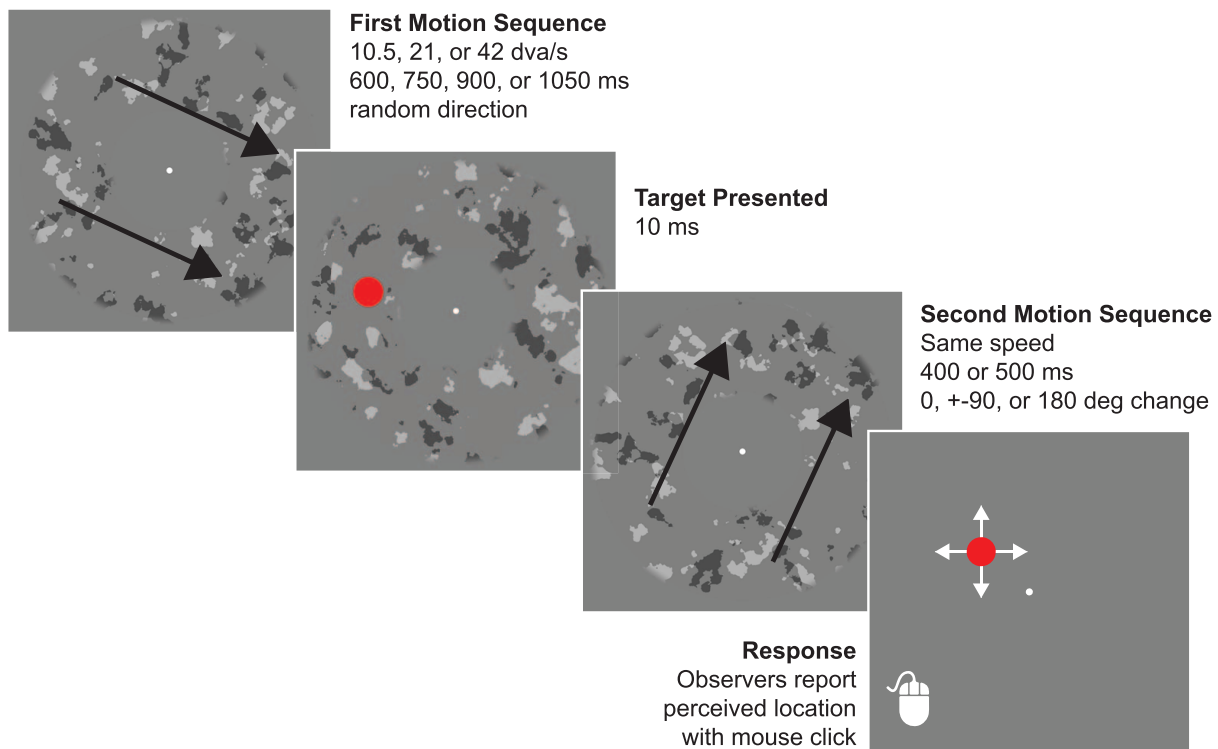 First Motion Sequence
10.5, 21, or 42 dva/s
600, 750, 900, or 1050 ms
random direction
Target Presented
10 ms
Second Motion Sequence
Same speed
400 or 500 ms
0, +-90, or 180 deg change
Response
Observers report
perceived location
with mouse click